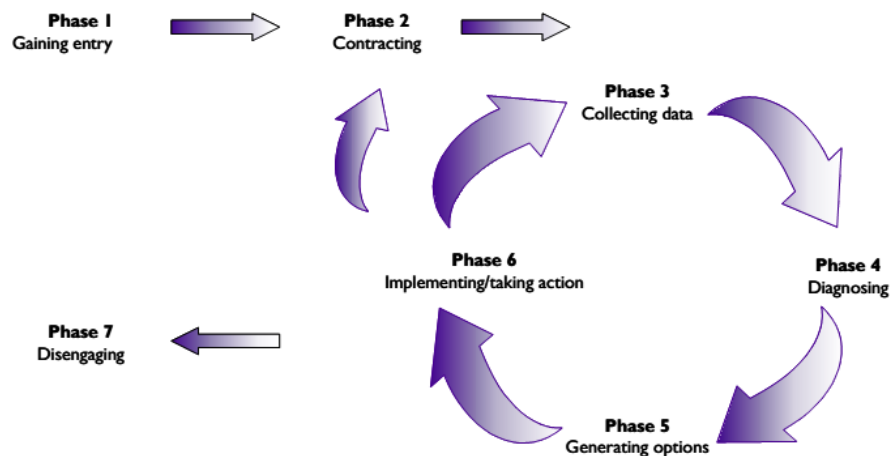 Phase 1
Gaining entry
Phase 2
Contracting
Phase 3
Collecting data
Phase 4
Diagnosing
Phase 5
Generating options
Phase 6
Implementing/taking action
Phase 7
Disengaging